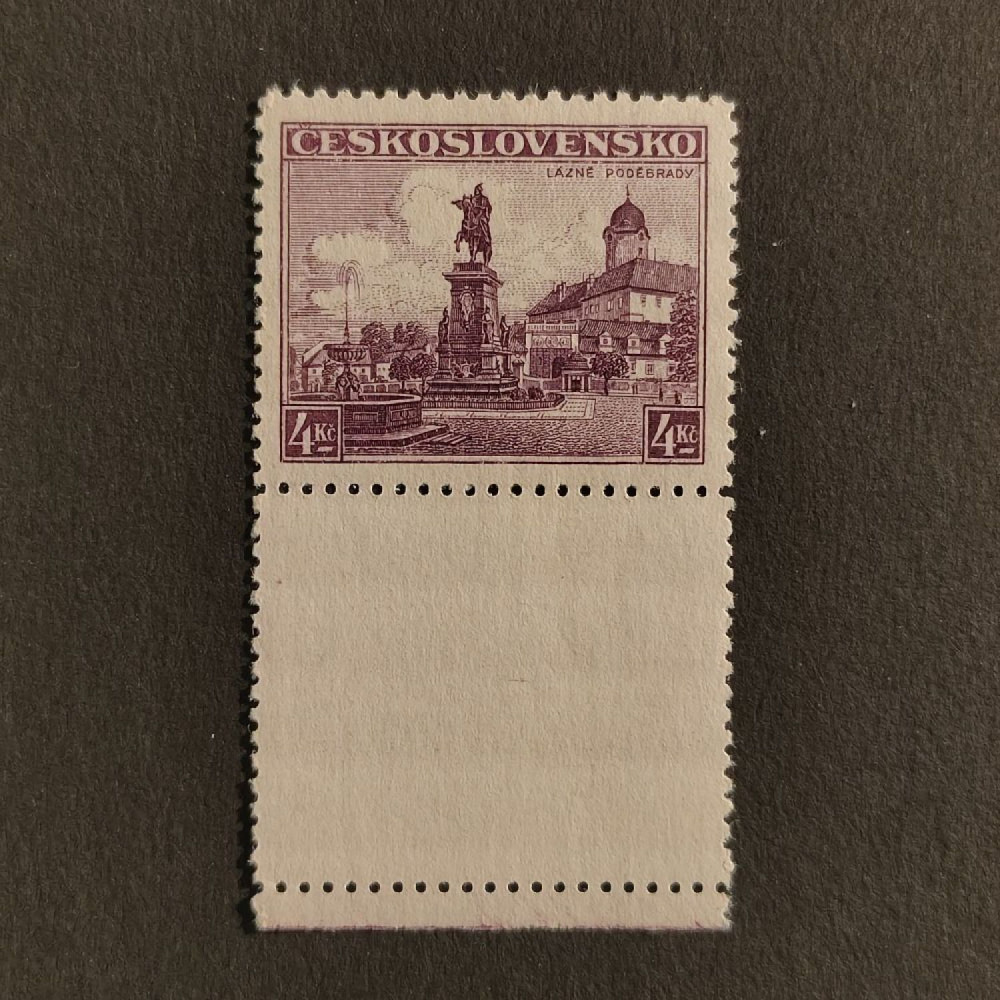 ČESKOSLOVENSKO
LÁZNĚ PODĚBRADY
4 Kč
4 Kč